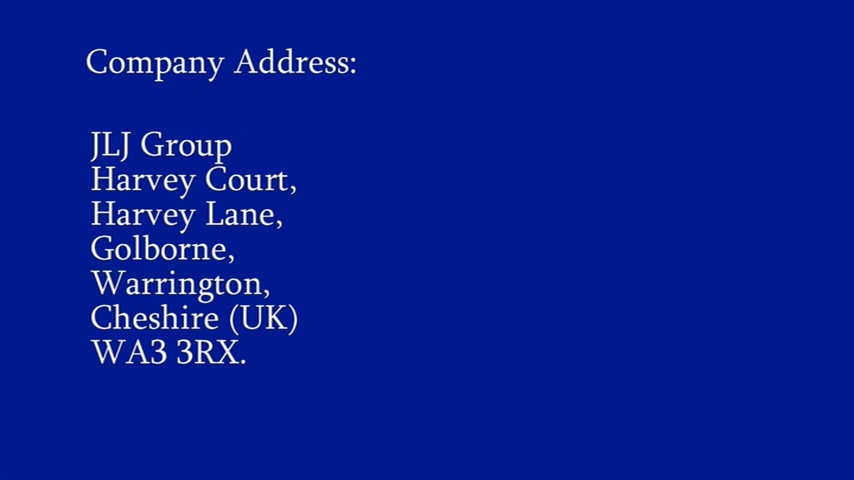 Company Address:
JLJ Group
Harvey Court,
Harvey Lane,
Golborne,
Warrington,
Cheshire (UK)
WA3 3RX.